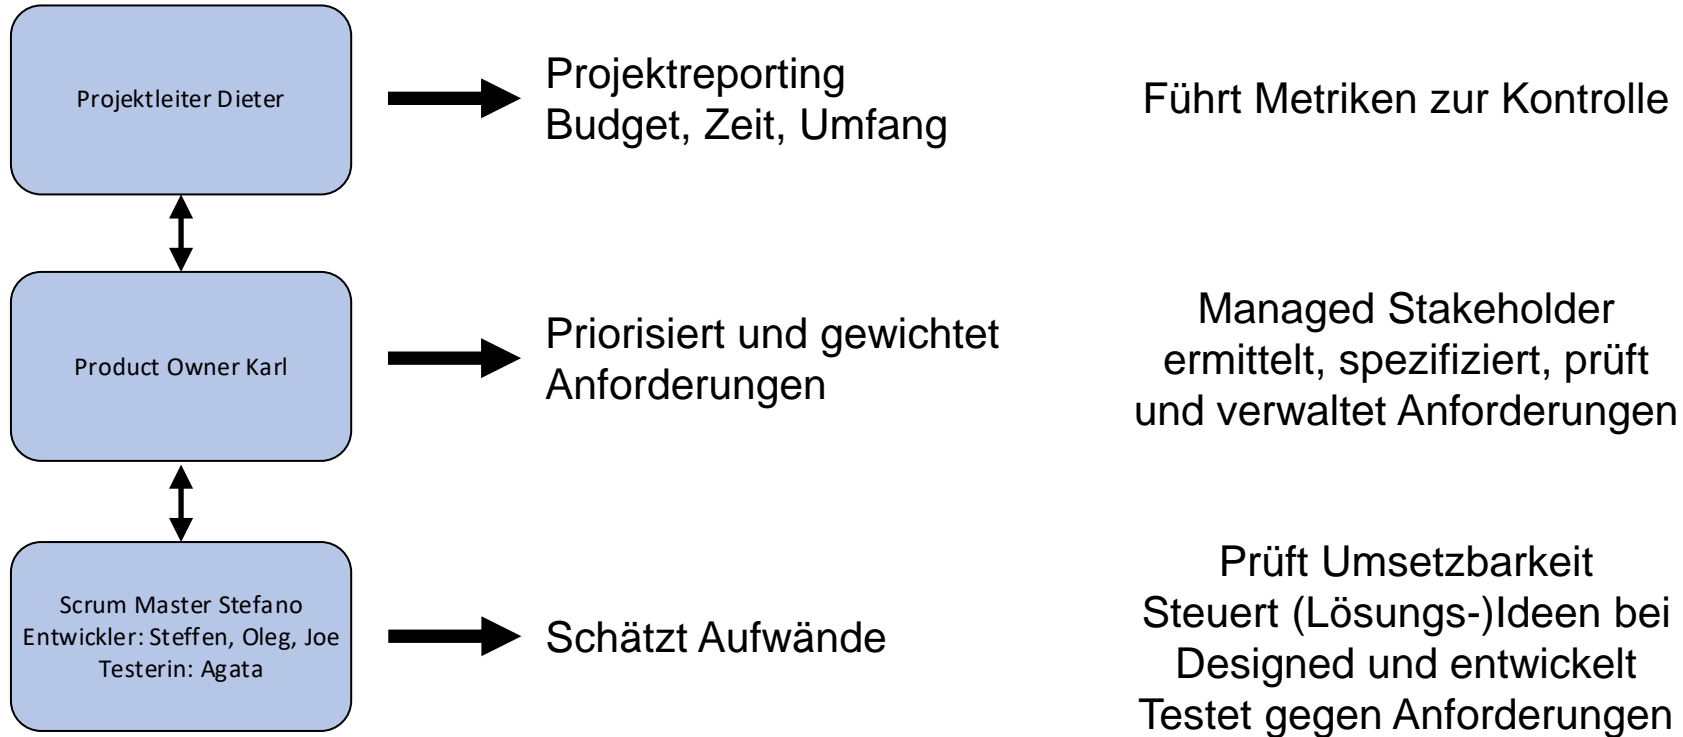 Projektleiter Dieter
Projektreporting
Budget, Zeit, Umfang
Führt Metriken zur Kontrolle
Product Owner Karl
Priorisiert und gewichtet
Anforderungen
Managed Stakeholder
ermittelt, spezifiziert, prüft
und verwaltet Anforderungen
Scrum Master Stefano
Entwickler: Steffen, Oleg, Joe
Testerin: Agata
Schätzt Aufwände
Prüft Umsetzbarkeit
Steuert (Lösungs-)Ideen bei
Designed und entwickelt
Testet gegen Anforderungen